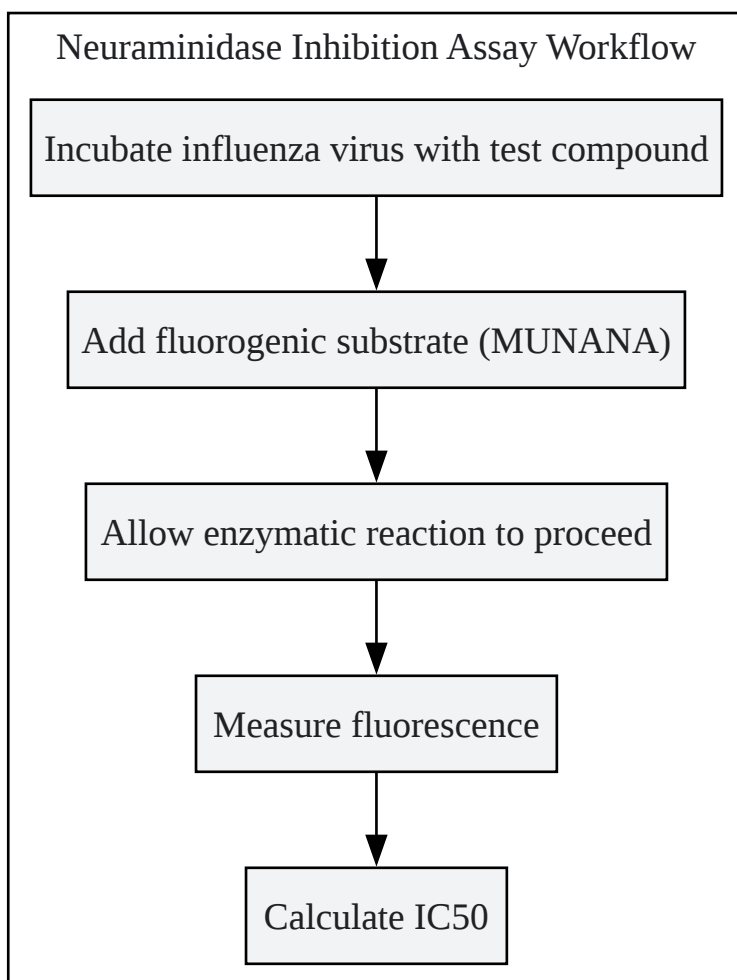 Neuraminidase Inhibition Assay Workflow
Incubate influenza virus with test compound
Add fluorogenic substrate (MUNANA)
Allow enzymatic reaction to proceed
Measure fluorescence
Calculate IC50